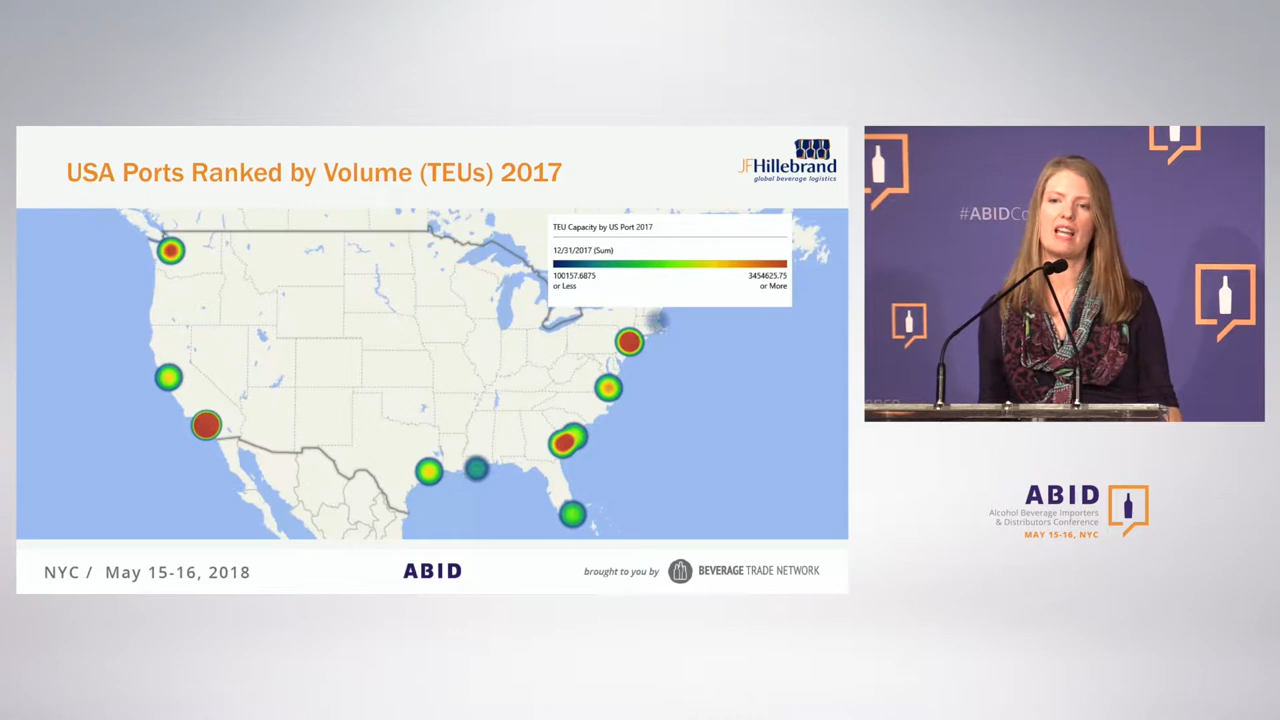 USA Ports Ranked by Volume (TEUs) 2017
JFHillebrand
global beverage logistics
TEU Capacity by US Port 2017
12/31/2017 (Sum)
100157.6875
or Less
3454625.75
or More
NYC / May 15-16, 2018
ABID
brought to you by
BEVERAGE TRADE NETWORK
#ABIDCo
ABID
Alcohol Beverage Importers
& Distributors Conference
MAY 15-16, NYC